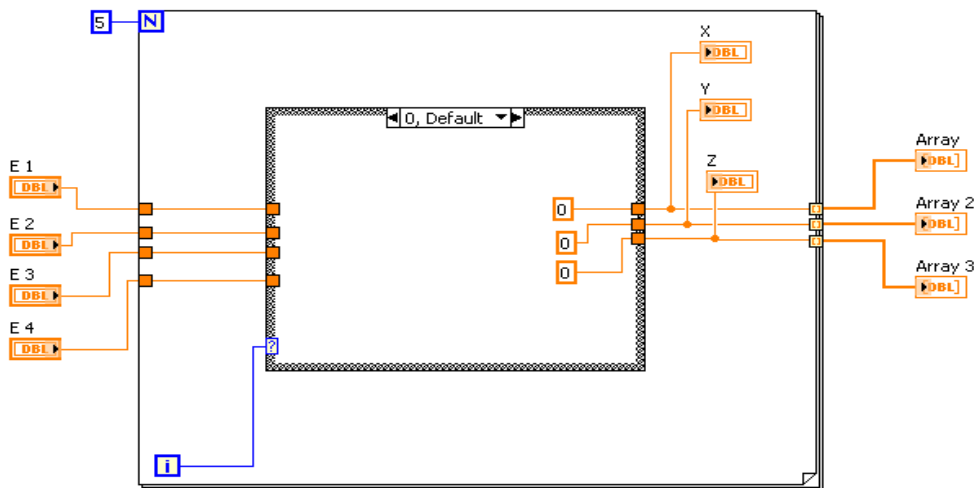 5
N
X
DBL
Y
DBL
Z
DBL
0, Default
E 1
DBL
E 2
DBL
E 3
DBL
E 4
DBL
0
0
0
?
i
Array
DBL]
Array 2
DBL]
Array 3
DBL]